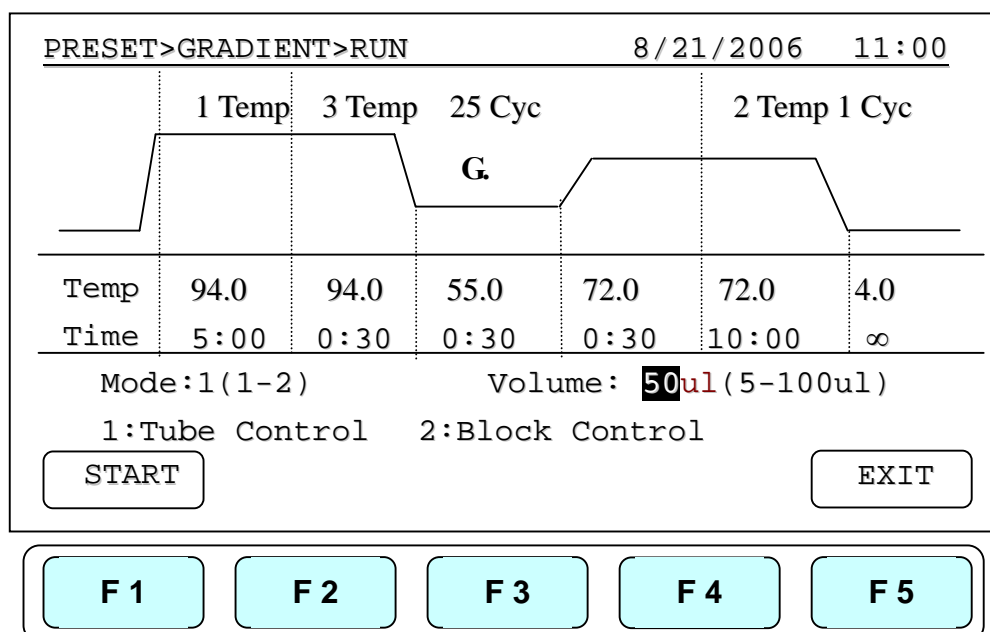 PRESET>GRADIENT>RUN 8/21/2006 11:00
1 Temp 3 Temp 25 Cyc 2 Temp 1 Cyc
G.
Temp 94.0 94.0 55.0 72.0 72.0 4.0
Time 5:00 0:30 0:30 0:30 10:00 ∞
Mode:1(1-2) Volume: 50ul(5-100ul)
1:Tube Control 2:Block Control
START EXIT
F 1 F 2 F 3 F 4 F 5